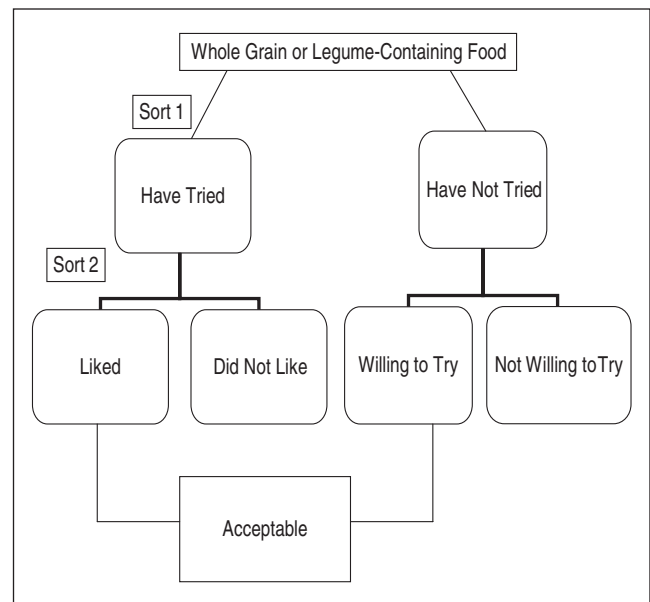 Whole Grain or Legume-Containing Food
Sort 1
Have Tried
Have Not Tried
Sort 2
Liked
Did Not Like
Willing to Try
Not Willing toTry
Acceptable